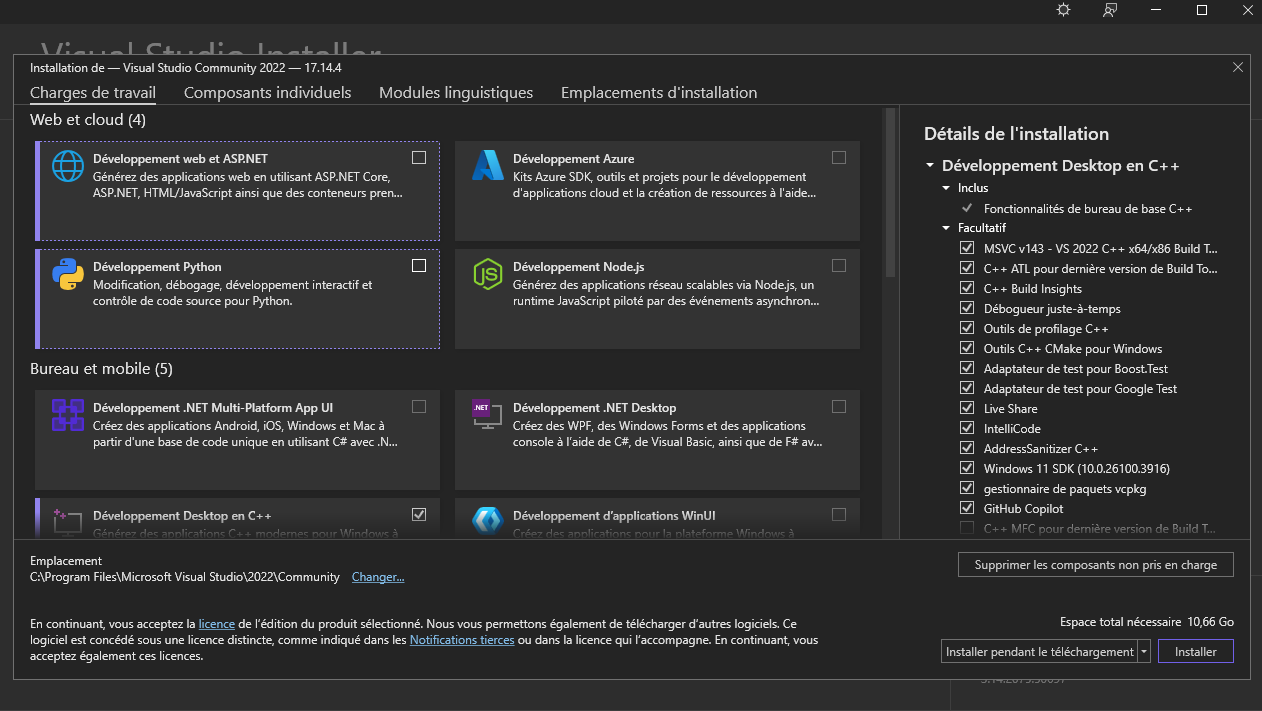 Visual Studio Installer
Installation de — Visual Studio Community 2022 — 17.14.4
Charges de travail
Composants individuels
Modules linguistiques
Emplacements d'installation
Web et cloud (4)
Développement web et ASP.NET
Générez des applications web en utilisant ASP.NET Core,
ASP.NET, HTML/JavaScript ainsi que des conteneurs pren...
Développement Azure
Kits Azure SDK, outils et projets pour le développement
d'applications cloud et la création de ressources à l'aide...
Développement Python
Modification, débogage, développement interactif et
contrôle de code source pour Python.
Développement Node.js
Générez des applications réseau scalables via Node.js, un
runtime JavaScript piloté par des événements asynchron...
Bureau et mobile (5)
Développement .NET Multi-Platform App UI
Créez des applications Android, iOS, Windows et Mac à
partir d'une base de code unique en utilisant C# avec .N...
.NET
Développement .NET Desktop
Créez des WPF, des Windows Forms et des applications
console à l'aide de C#, de Visual Basic, ainsi que de F# av...
Développement Desktop en C++
Générez des applications C++ modernes pour Windows à
Développement d'applications WinUI
Créez des applications pour la plateforme Windows à
Détails de l'installation
Développement Desktop en C++
Inclus
Fonctionnalités de bureau de base C++
Facultatif
MSVC v143 - VS 2022 C++ x64/x86 Build T...
C++ ATL pour dernière version de Build To...
C++ Build Insights
Débogueur juste-à-temps
Outils de profilage C++
Outils C++ CMake pour Windows
Adaptateur de test pour Boost.Test
Adaptateur de test pour Google Test
Live Share
IntelliCode
AddressSanitizer C++
Windows 11 SDK (10.0.26100.3916)
gestionnaire de paquets vcpkg
GitHub Copilot
C++ MFC pour dernière version de Build T...
Emplacement
C:\Program Files\Microsoft Visual Studio\2022\Community Changer...
Supprimer les composants non pris en charge
En continuant, vous acceptez la licence de l'édition du produit sélectionné. Nous vous permettons également de télécharger d'autres logiciels. Ce
logiciel est concédé sous une licence distincte, comme indiqué dans les Notifications tierces ou dans la licence qui l'accompagne. En continuant, vous
acceptez également ces licences.
Espace total nécessaire 10,66 Go
Installer pendant le téléchargement
Installer